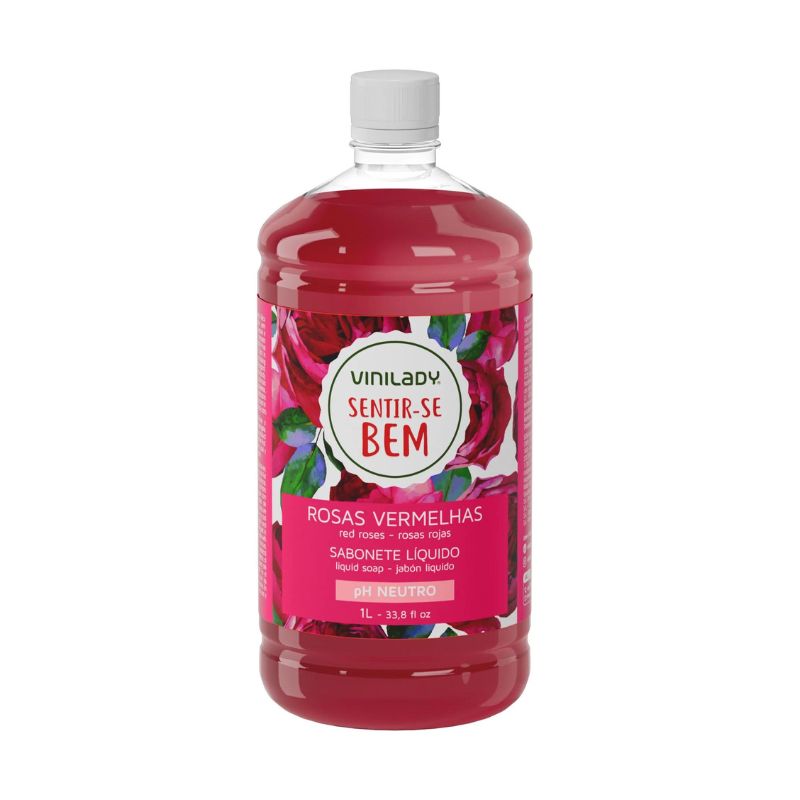 VINILADY®
SENTIR-SE
BEM
ROSAS VERMELHAS
red roses - rosas rojas
SABONETE LÍQUIDO
liquid soap - jabón liquido
pH NEUTRO
1L - 33,8 fl oz